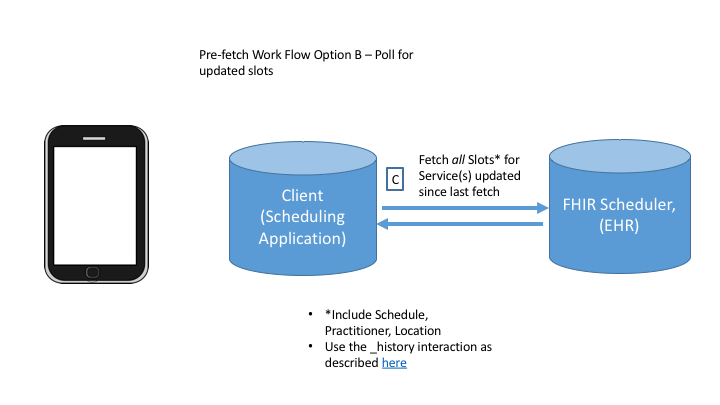 Pre-fetch Work Flow Option B – Poll for
updated slots
C
Fetch all Slots* for
Service(s) updated
since last fetch
Client
(Scheduling
Application)
FHIR Scheduler,
(EHR)
• *Include Schedule,
Practitioner, Location
• Use the _history interaction as
described here